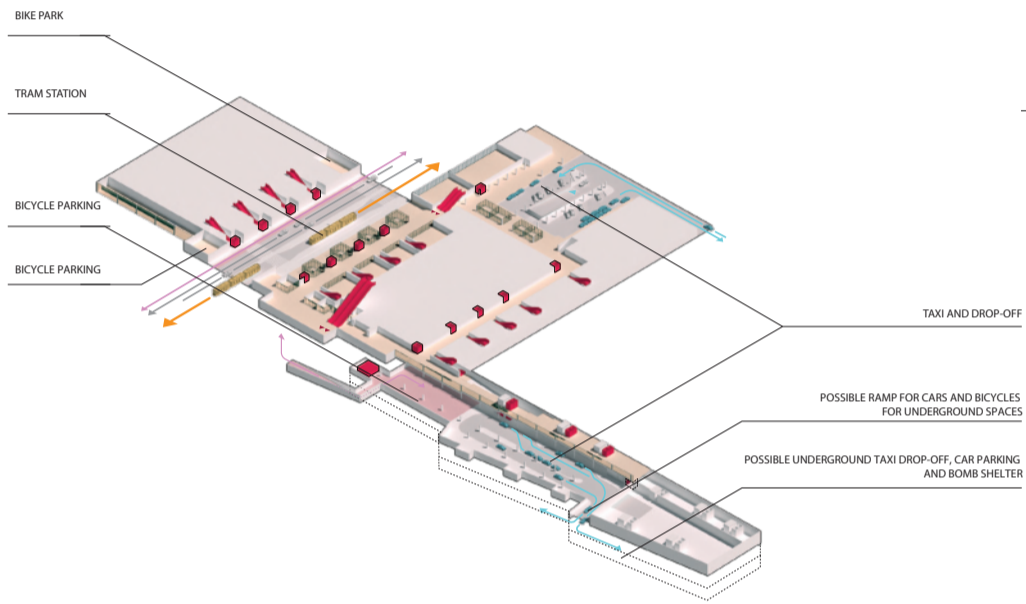 BIKE PARK
TRAM STATION
BICYCLE PARKING
BICYCLE PARKING
TAXI AND DROP-OFF
POSSIBLE RAMP FOR CARS AND BICYCLES
FOR UNDERGROUND SPACES
POSSIBLE UNDERGROUND TAXI DROP-OFF, CAR PARKING
AND BOMB SHELTER